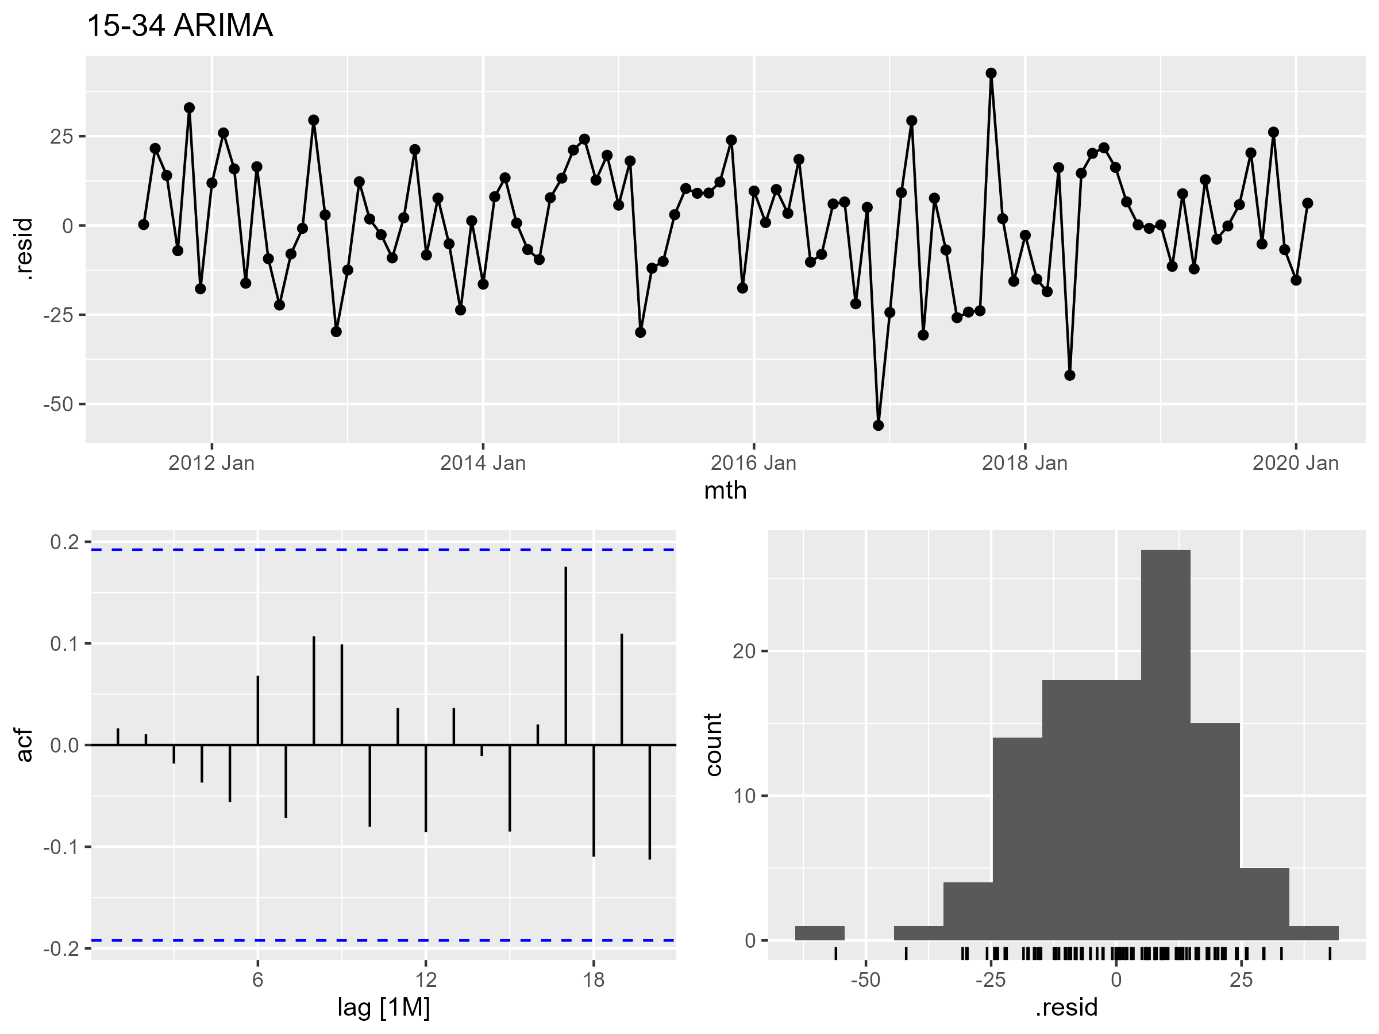 15-34 ARIMA
25
0
-25
-50
.resid
2012 Jan 2014 Jan 2016 Jan 2018 Jan 2020 Jan
mth
0.2
0.1
0.0
-0.1
-0.2
acf
6 12 18
lag [1M]
20
10
0
count
-50 -25 0 25
.resid